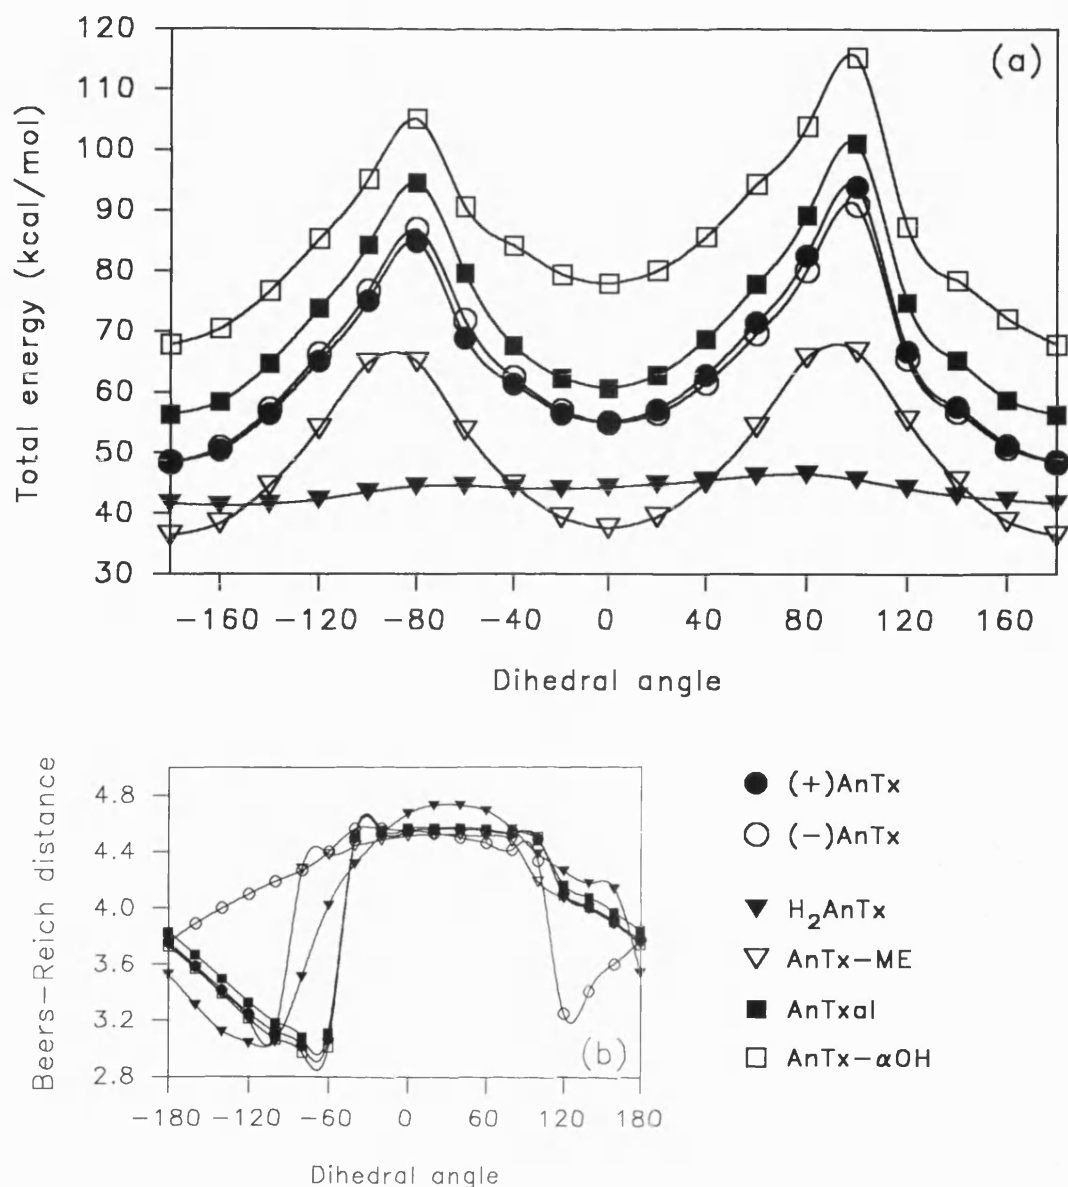 (a)
Total energy (kcal/mol)
120
110
100
90
80
70
60
50
40
30
−160 −120 −80 −40 0 40 80 120 160
Dihedral angle
Beers−Reich distance
4.8
4.4
4.0
3.6
3.2
2.8
(b)
−180 −120 −60 0 60 120 180
Dihedral angle
(+)AnTx
(−)AnTx
H₂AnTx
AnTx−ME
AnTxal
AnTx−αOH